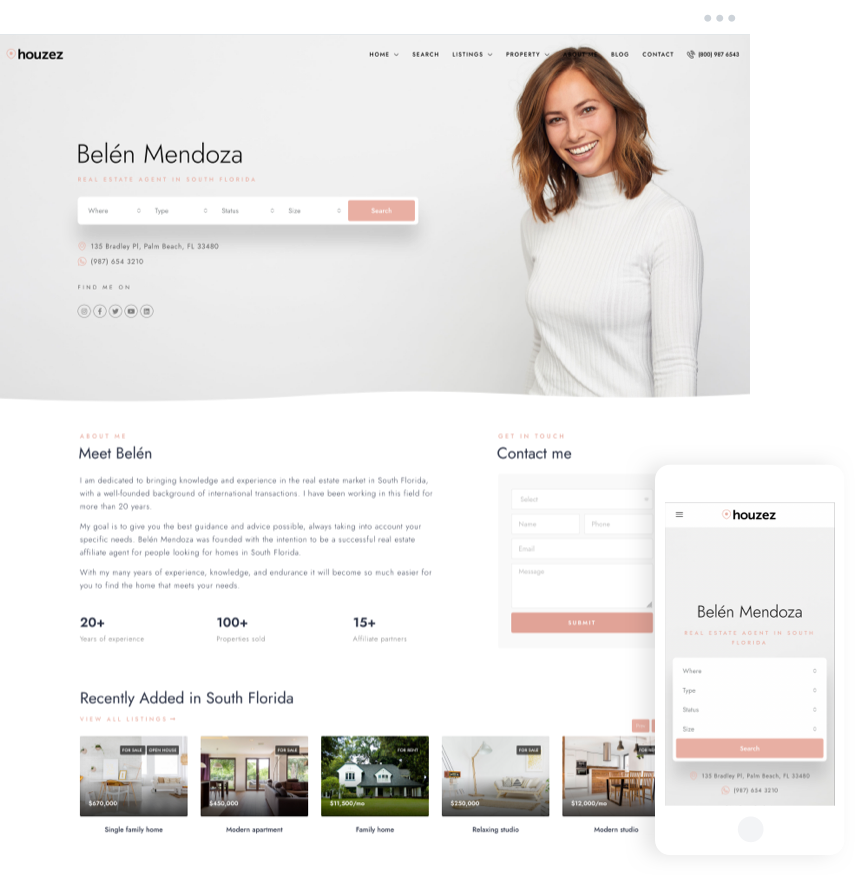 houzez
HOME SEARCH LISTINGS PROPERTY ABOUT ME BLOG CONTACT (800) 987 6543
Belén Mendoza
REAL ESTATE AGENT IN SOUTH FLORIDA
Where Type Status Size Search
135 Bradley Pl, Palm Beach, FL 33480
(987) 654 3210
FIND ME ON
ABOUT ME
Meet Belén
I am dedicated to bringing knowledge and experience in the real estate market in South Florida,
with a well-founded background of international transactions. I have been working in this field for
more than 20 years.
My goal is to give you the best guidance and advice possible, always taking into account your
specific needs. Belén Mendoza was founded with the intention to be a successful real estate
affiliate agent for people looking for homes in South Florida.
With my many years of experience, knowledge, and endurance it will become so much easier for
you to find the home that meets your needs.
20+ 100+ 15+
Years of experience Properties sold Affiliate partners
GET IN TOUCH
Contact me
Select
Name Phone
Email
Message
SUBMIT
Recently Added in South Florida
VIEW ALL LISTINGS
FOR SALE OPEN HOUSE
$670,000
Single family home
FOR SALE
$450,000
Modern apartment
FOR RENT
$11,500/mo
Family home
FOR SALE
$250,000
Relaxing studio
$12,000/mo
Modern studio
houzez
Belén Mendoza
REAL ESTATE AGENT IN SOUTH
FLORIDA
Where
Type
Status
Size
Search
135 Bradley Pl, Palm Beach, FL 33480
(987) 654 3210